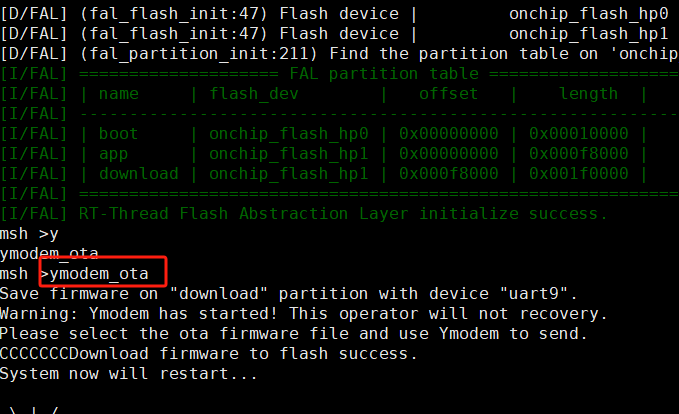 [D/FAL] (fal_flash_init:47) Flash device |         onchip_flash_hp0
[D/FAL] (fal_flash_init:47) Flash device |         onchip_flash_hp1
[D/FAL] (fal_partition_init:211) Find the partition table on 'onchip
[I/FAL] ==================== FAL partition table ===================
[I/FAL] | name     | flash_dev        |   offset   |    length  |
[I/FAL] ------------------------------------------------------------
[I/FAL] | boot     | onchip_flash_hp0 | 0x00000000 | 0x00010000 |
[I/FAL] | app      | onchip_flash_hp1 | 0x00000000 | 0x000f8000 |
[I/FAL] | download | onchip_flash_hp1 | 0x000f8000 | 0x001f0000 |
[I/FAL] ============================================================
[I/FAL] RT-Thread Flash Abstraction Layer initialize success.
msh >y
ymodem_ota
msh >ymodem_ota
Save firmware on "download" partition with device "uart9".
Warning: Ymodem has started! This operator will not recovery.
Please select the ota firmware file and use Ymodem to send.
CCCCCCCDownload firmware to flash success.
System now will restart...
\ | /